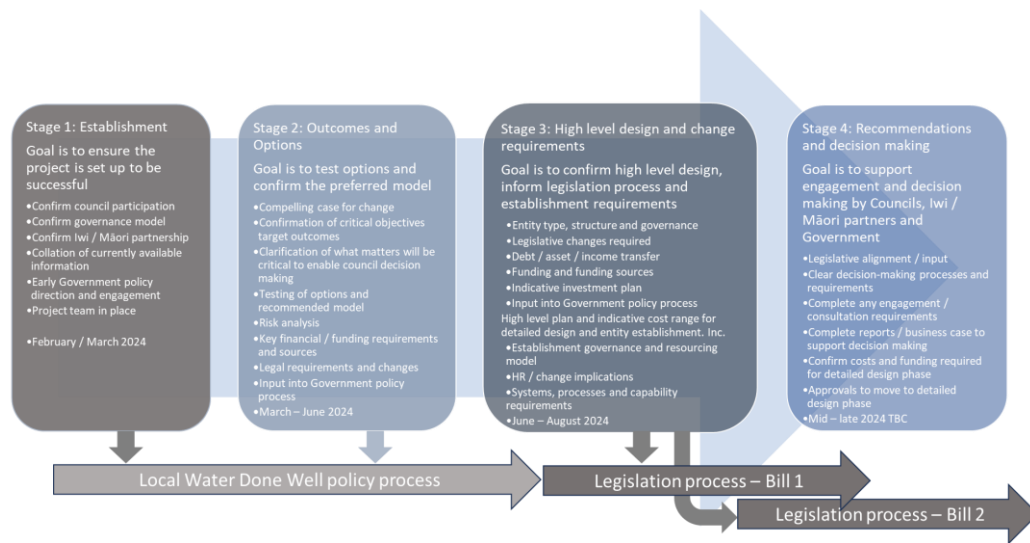 Stage 1: Establishment
Goal is to ensure the
project is set up to be
successful
•Confirm council participation
•Confirm governance model
•Confirm Iwi / Māori partnership
•Collation of currently available
information
•Early Government policy
direction and engagement
•Project team in place
•February / March 2024
Stage 2: Outcomes and
Options
Goal is to test options and
confirm the preferred model
•Compelling case for change
•Confirmation of critical objectives
target outcomes
•Clarification of what matters will be
critical to enable council decision
making
•Testing of options and
recommended model
•Risk analysis
•Key financial / funding requirements
and sources
•Legal requirements and changes
•Input into Government policy
process
•March – June 2024
Stage 3: High level design and change
requirements
Goal is to confirm high level design,
inform legislation process and
establishment requirements
•Entity type, structure and governance
•Legislative changes required
•Debt / asset / income transfer
•Funding and funding sources
•Indicative investment plan
•Input into Government policy process
High level plan and indicative cost range for
detailed design and entity establishment. Inc.
•Establishment governance and resourcing
model
•HR / change implications
•Systems, processes and capability
requirements
•June – August 2024
Stage 4: Recommendations
and decision making
Goal is to support
engagement and decision
making by Councils, Iwi /
Māori partners and
Government
•Legislative alignment / input
•Clear decision-making processes and
requirements
•Complete any engagement /
consultation requirements
•Complete reports / business case to
support decision making
•Confirm costs and funding required
for detailed design phase
•Approvals to move to detailed
design phase
•Mid – late 2024 TBC
Local Water Done Well policy process
Legislation process – Bill 1
Legislation process – Bill 2